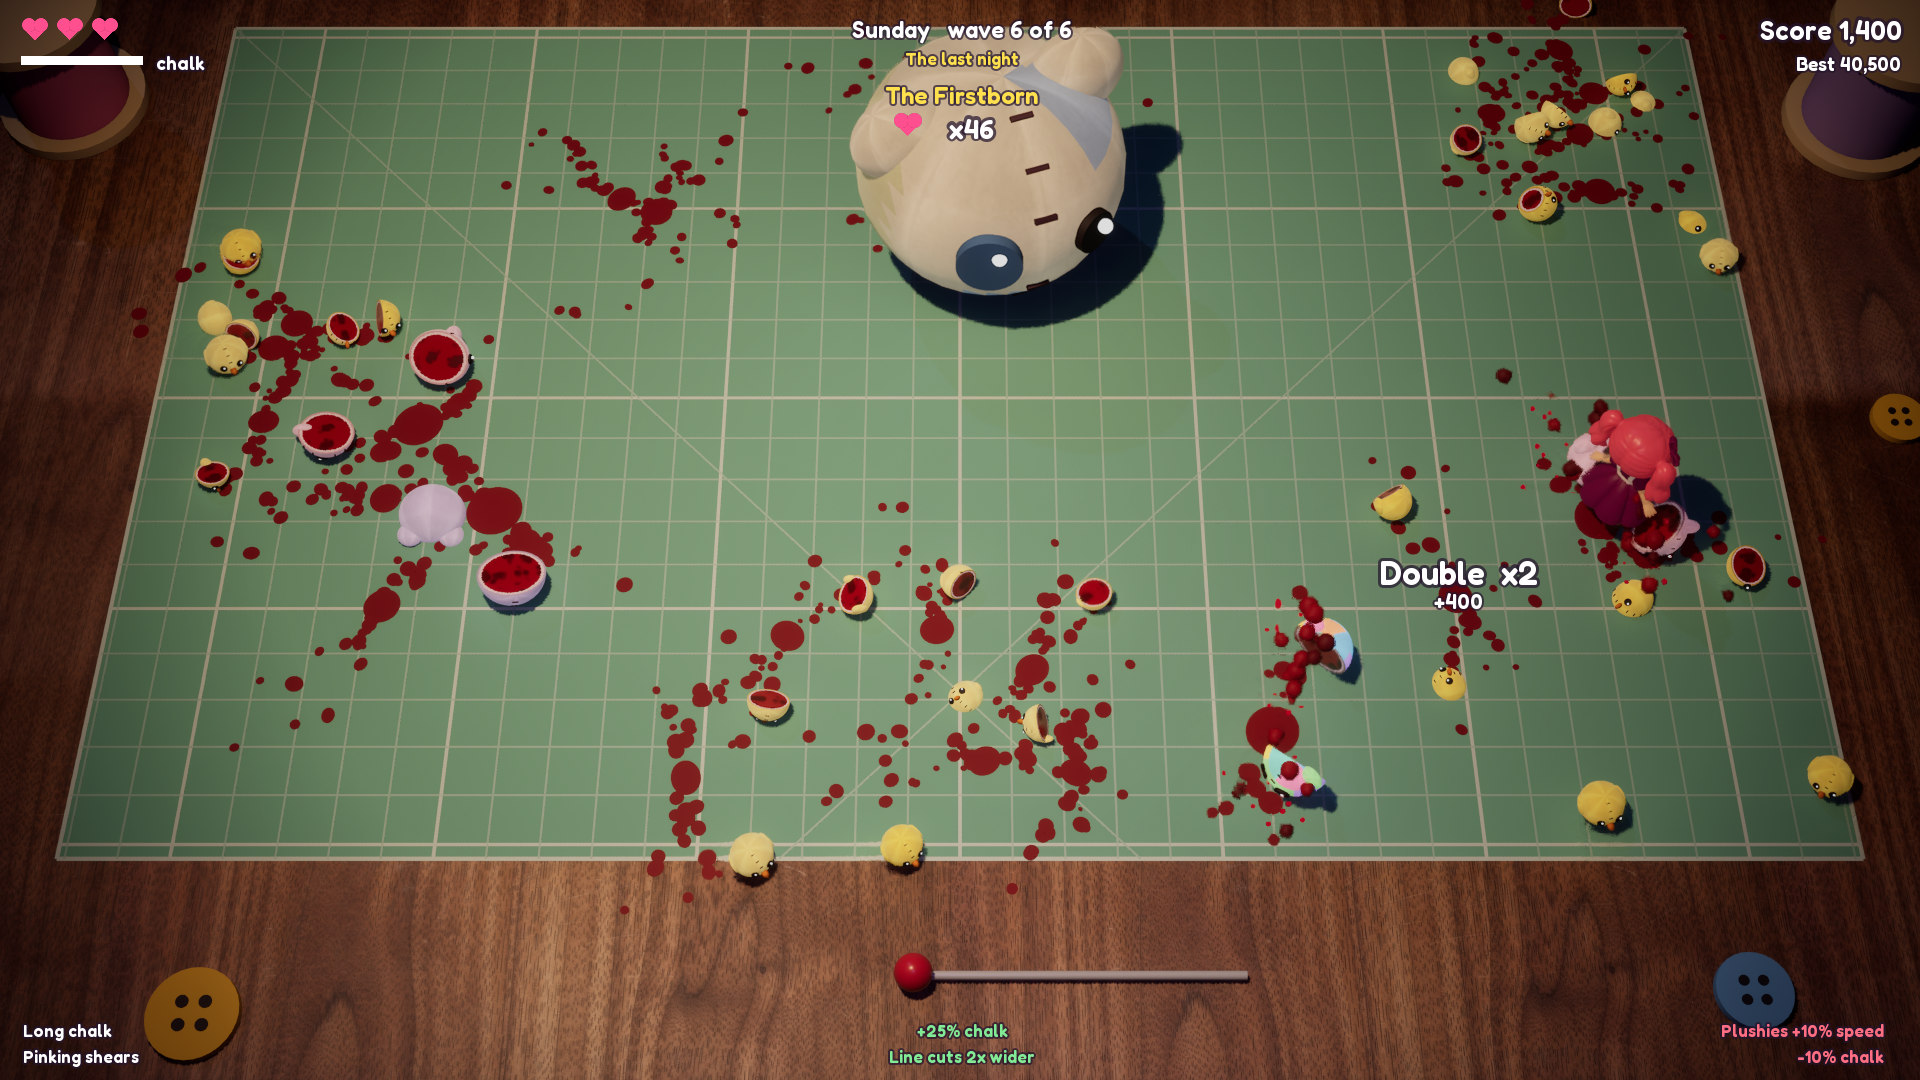 Sunday wave 6 of 6
The last night
The Firstborn
x46
chalk
Score 1,400
Best 40,500
Double x2
+400
Long chalk
Pinking shears
+25% chalk
Line cuts 2x wider
Plushies +10% speed
-10% chalk